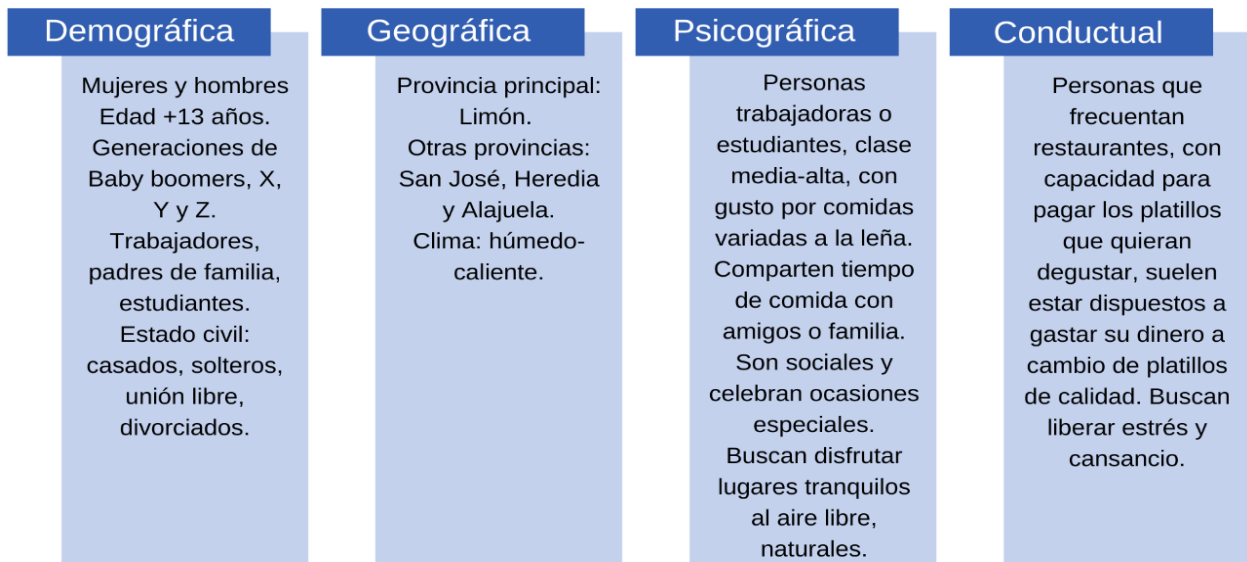 Demográfica
Mujeres y hombres
Edad +13 años.
Generaciones de
Baby boomers, X,
Y y Z.
Trabajadores,
padres de familia,
estudiantes.
Estado civil:
casados, solteros,
unión libre,
divorciados.
Geográfica
Provincia principal:
Limón.
Otras provincias:
San José, Heredia
y Alajuela.
Clima: húmedo-
caliente.
Psicográfica
Personas
trabajadoras o
estudiantes, clase
media-alta, con
gusto por comidas
variadas a la leña.
Comparten tiempo
de comida con
amigos o familia.
Son sociales y
celebran ocasiones
especiales.
Buscan disfrutar
lugares tranquilos
al aire libre,
naturales.
Conductual
Personas que
frecuentan
restaurantes, con
capacidad para
pagar los platillos
que quieran
degustar, suelen
estar dispuestos a
gastar su dinero a
cambio de platillos
de calidad. Buscan
liberar estrés y
cansancio.